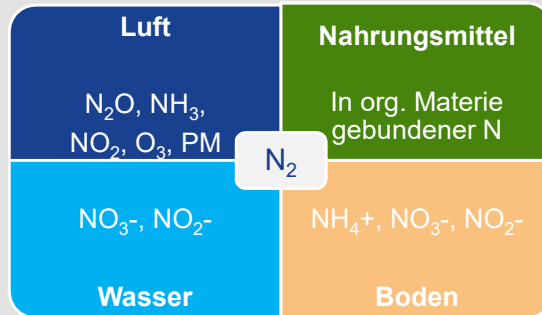 Luft
N₂O, NH₃,
NO₂, O₃, PM
Nahrungsmittel
In org. Materie
gebundener N
N₂
NO₃-, NO₂-
Wasser
NH₄+, NO₃-, NO₂-
Boden